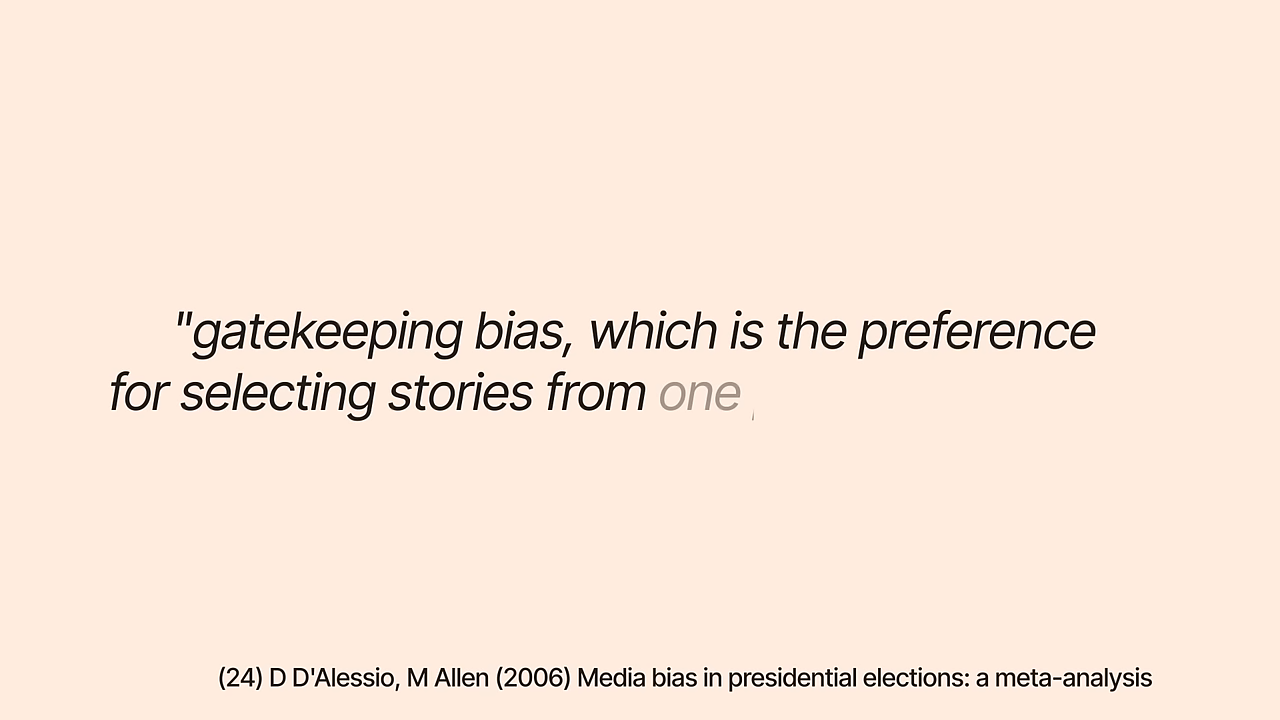 "gatekeeping bias, which is the preference
for selecting stories from one
(24) D D'Alessio, M Allen (2006) Media bias in presidential elections: a meta-analysis